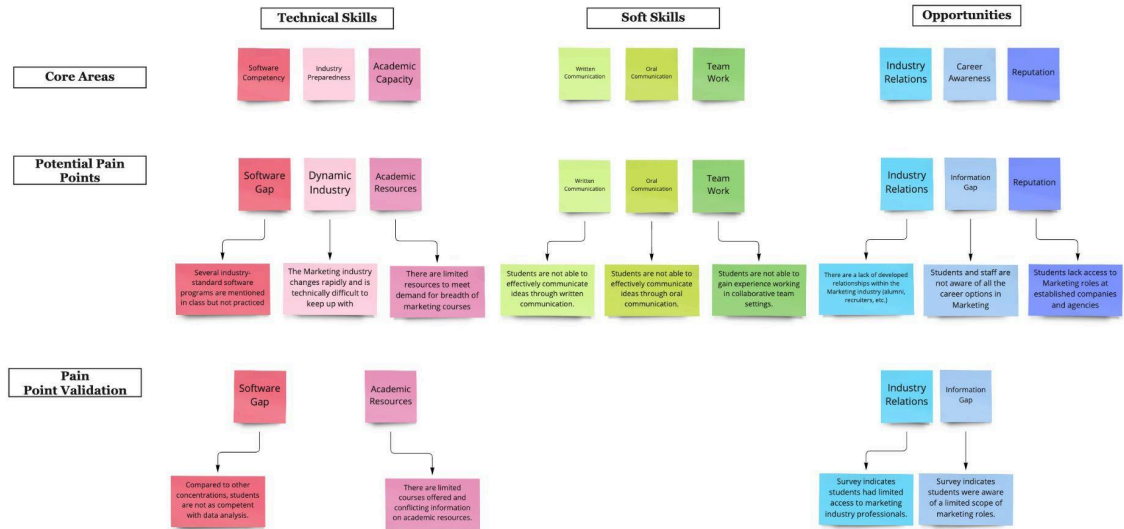 Technical Skills
Soft Skills
Opportunities
Core Areas
Software
Competency
Industry
Preparedness
Academic
Capacity
Written
Communication
Oral
Communication
Team
Work
Industry
Relations
Career
Awareness
Reputation
Potential Pain
Points
Software
Gap
Dynamic
Industry
Academic
Resources
Written
Communication
Oral
Communication
Team
Work
Industry
Relations
Information
Gap
Reputation
Several industry-
standard software
programs are mentioned
in class but not practiced
The Marketing industry
changes rapidly and is
technically difficult to
keep up with
There are limited
resources to meet
demand for breadth of
marketing courses
Students are not able to
effectively communicate
ideas through written
communication.
Students are not able to
effectively communicate
ideas through oral
communication.
Students are not able to
gain experience working
in collaborative team
settings.
There are a lack of developed
relationships within the
Marketing industry (alumni,
recruiters, etc.)
Students and staff are
not aware of all the
career options in
Marketing
Students lack access to
Marketing roles at
established companies
and agencies
Pain
Point Validation
Software
Gap
Academic
Resources
Industry
Relations
Information
Gap
Compared to other
concentrations, students
are not as competent
with data analysis.
There are limited
courses offered and
conflicting information
on academic resources.
Survey indicates
students had limited
access to marketing
industry professionals.
Survey indicates
students were aware
of a limited scope of
marketing roles.